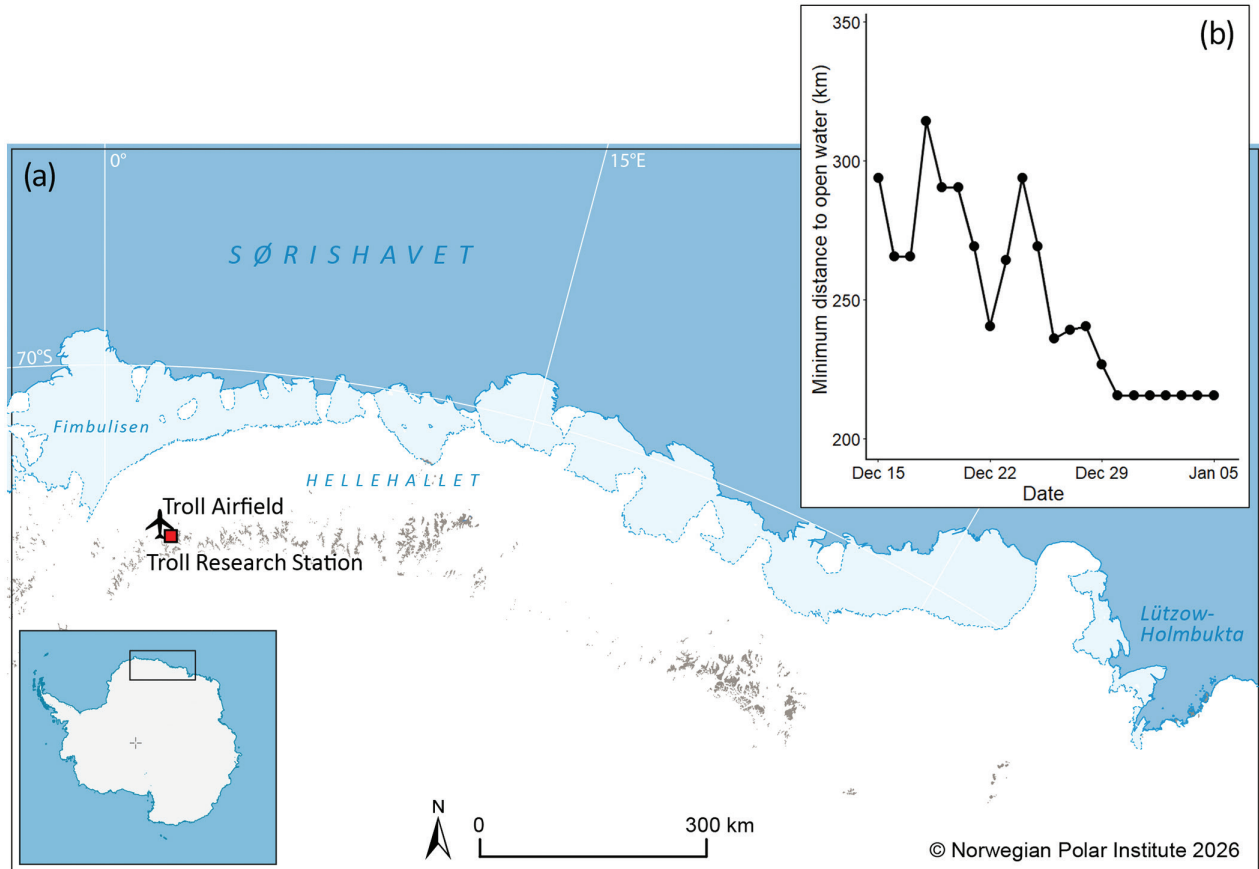 (a)
0°
15°E
SØRISHAVET
70°S
Fimbulisen
HELLEHALLET
Troll Airfield
Troll Research Station
Lützow-
Holmbukta
N
0
300 km
© Norwegian Polar Institute 2026
(b)
Minimum distance to open water (km)
350
300
250
200
Dec 15
Dec 22
Dec 29
Jan 05
Date